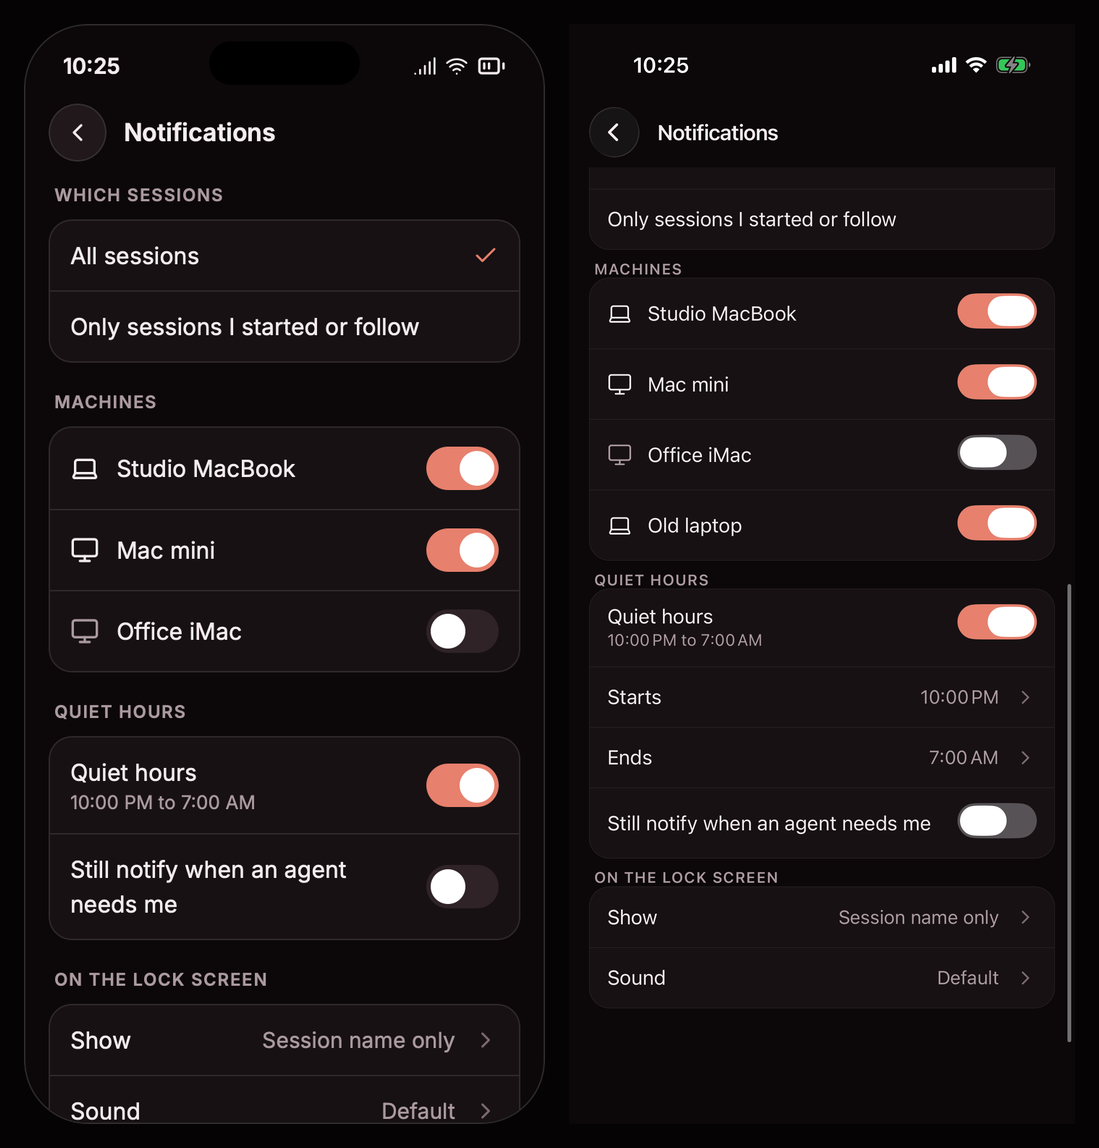 10:25
Notifications
WHICH SESSIONS
All sessions
Only sessions I started or follow
MACHINES
Studio MacBook
Mac mini
Office iMac
QUIET HOURS
Quiet hours
10:00 PM to 7:00 AM
Still notify when an agent
needs me
ON THE LOCK SCREEN
Show Session name only
Sound Default
10:25
Notifications
Only sessions I started or follow
MACHINES
Studio MacBook
Mac mini
Office iMac
Old laptop
QUIET HOURS
Quiet hours
10:00 PM to 7:00 AM
Starts 10:00 PM
Ends 7:00 AM
Still notify when an agent needs me
ON THE LOCK SCREEN
Show Session name only
Sound Default